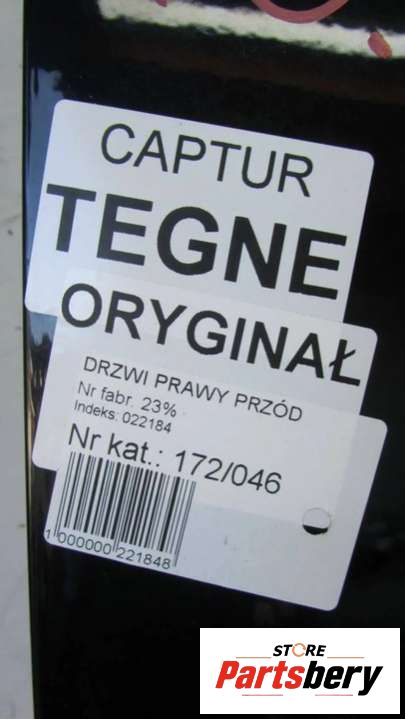 CAPTUR
TEGNE
ORYGINAŁ
DRZWI PRAWY PRZÓD
Nr fabr. 23%
Indeks: 022184
Nr kat.: 172/046
1 000000 221848
STORE
Partsbery